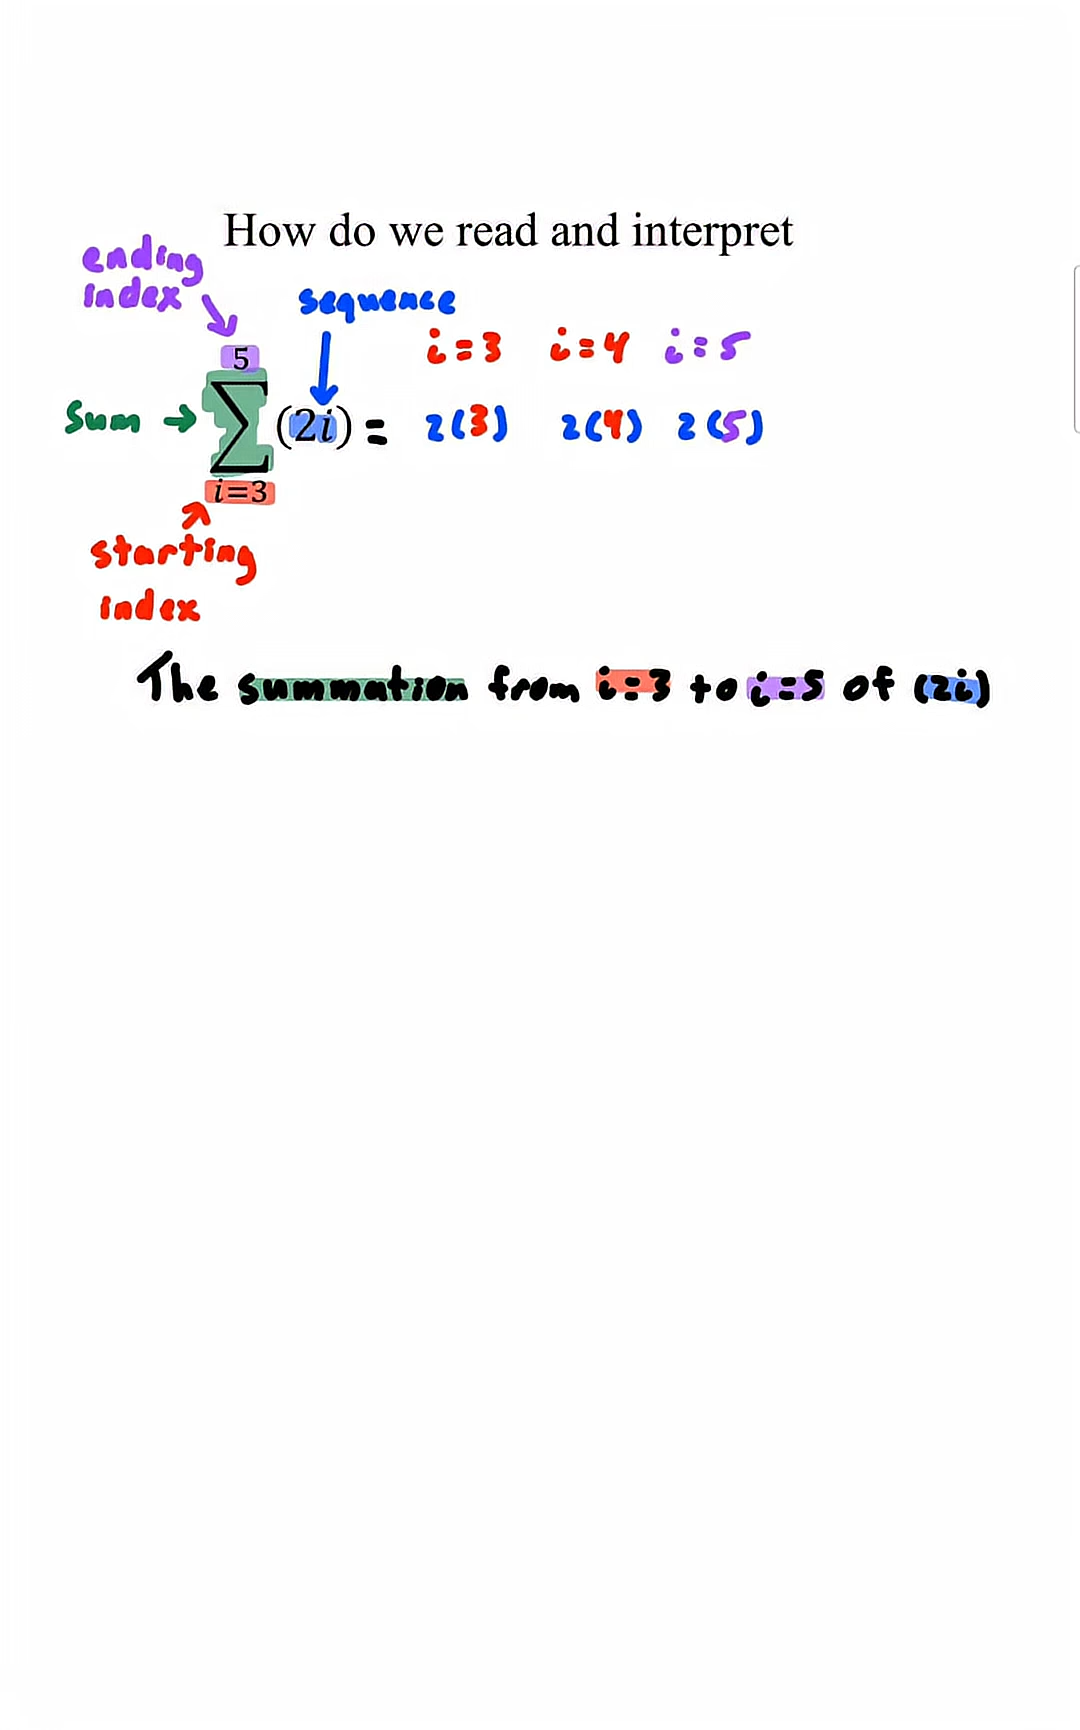 How do we read and interpret
ending
index
sequence
i=3 i=4 i=5
5
Sum → ∑ (2i) = 2(3) 2(4) 2(5)
i=3
starting
index
The summation from i=3 to i=5 of (2i)